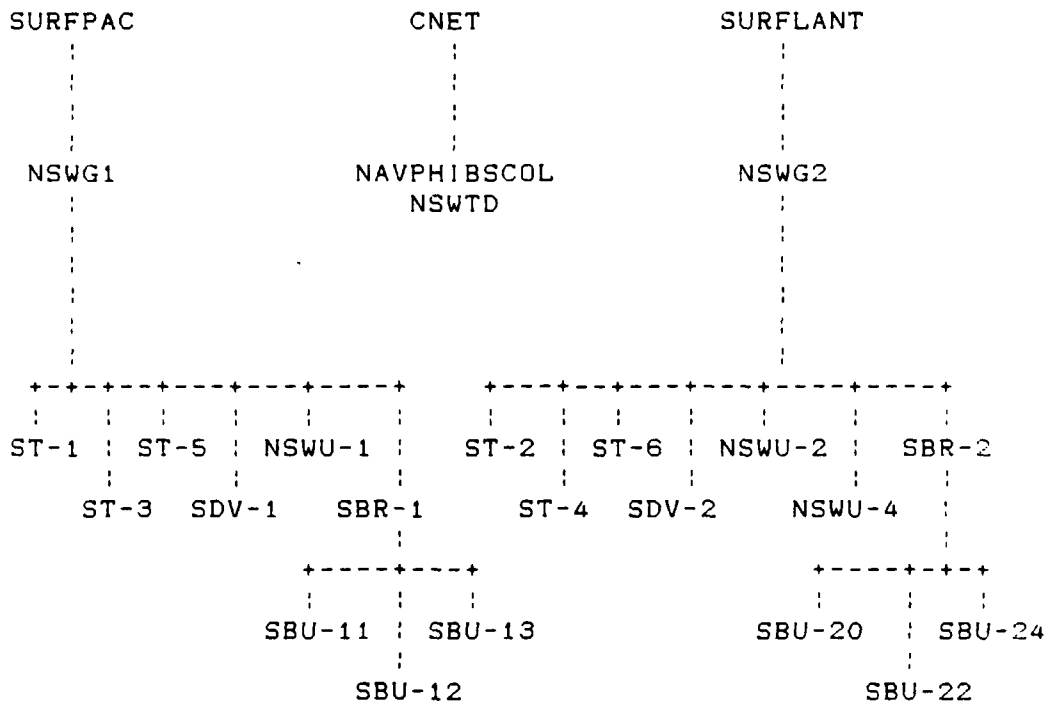 SURFPAC CNET SURFLANT
NSWG1 NAVPHIBSCOL NSWG2
NSWTD
ST-1 ST-5 NSWU-1 ST-2 ST-6 NSWU-2 SBR-2
ST-3 SDV-1 SBR-1 ST-4 SDV-2 NSWU-4
SBU-11 SBU-13 SBU-20 SBU-24
SBU-12 SBU-22